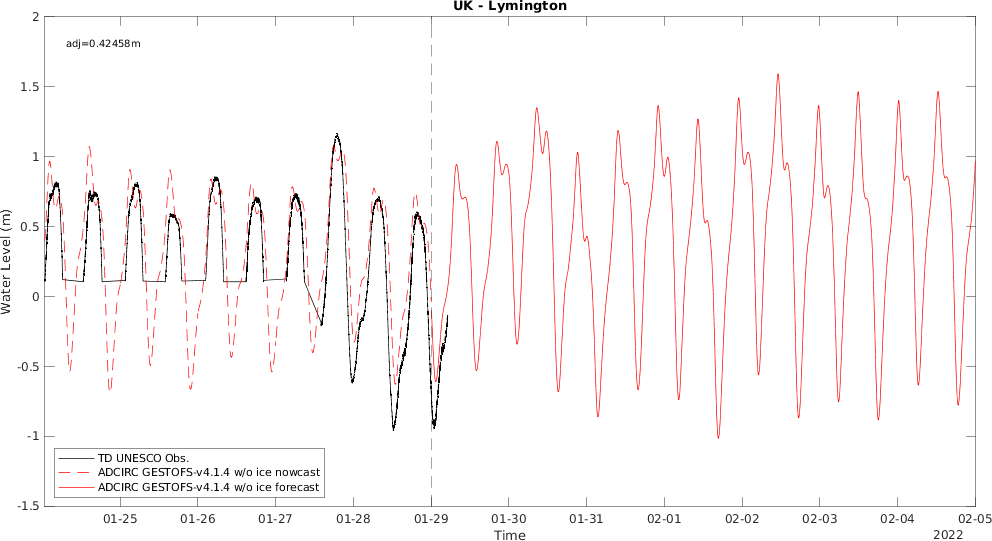 UK - Lymington
adj=0.42458m
Water Level (m)
2
1.5
1
0.5
0
-0.5
-1
-1.5
TD UNESCO Obs.
ADCIRC GESTOFS-v4.1.4 w/o ice nowcast
ADCIRC GESTOFS-v4.1.4 w/o ice forecast
01-25 01-26 01-27 01-28 01-29 01-30 01-31 02-01 02-02 02-03 02-04 02-05
Time
2022